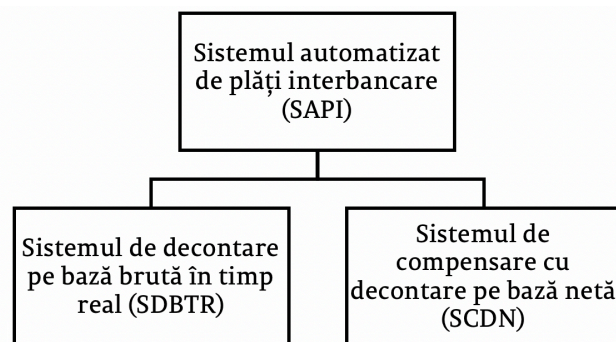 Sistemul automatizat
de plăți interbancare
(SAPI)
Sistemul de decontare
pe bază brută în timp
real (SDBTR)
Sistemul de
compensare cu
decontare pe bază netă
(SCDN)